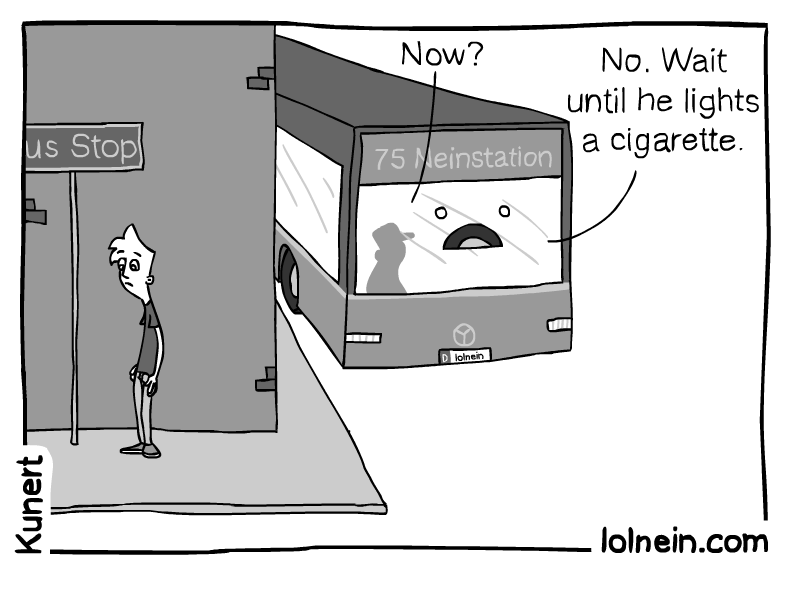 Now?
No. Wait
until he lights
a cigarette.
us Stop
75 Neinstation
D lolnein
Kunert
lolnein.com